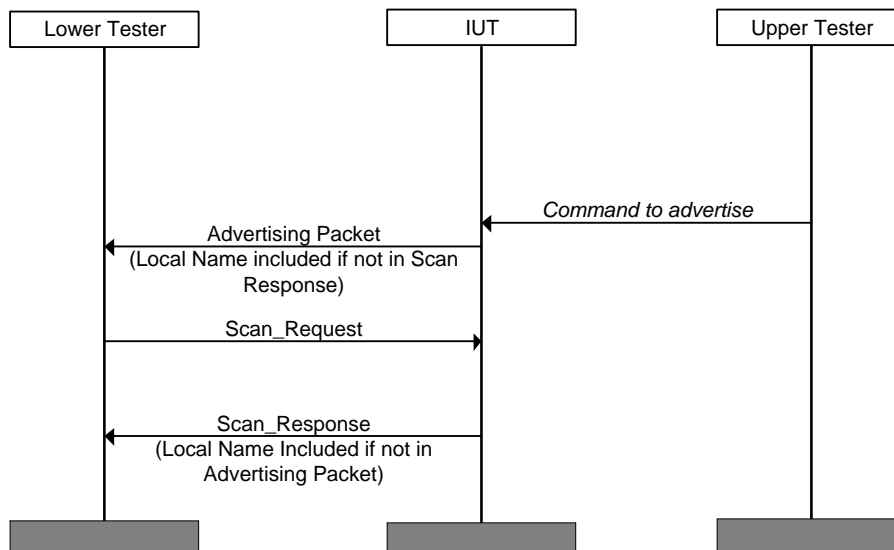 Lower Tester
IUT
Upper Tester
Command to advertise
Advertising Packet
(Local Name included if not in Scan
Response)
Scan_Request
Scan_Response
(Local Name Included if not in
Advertising Packet)